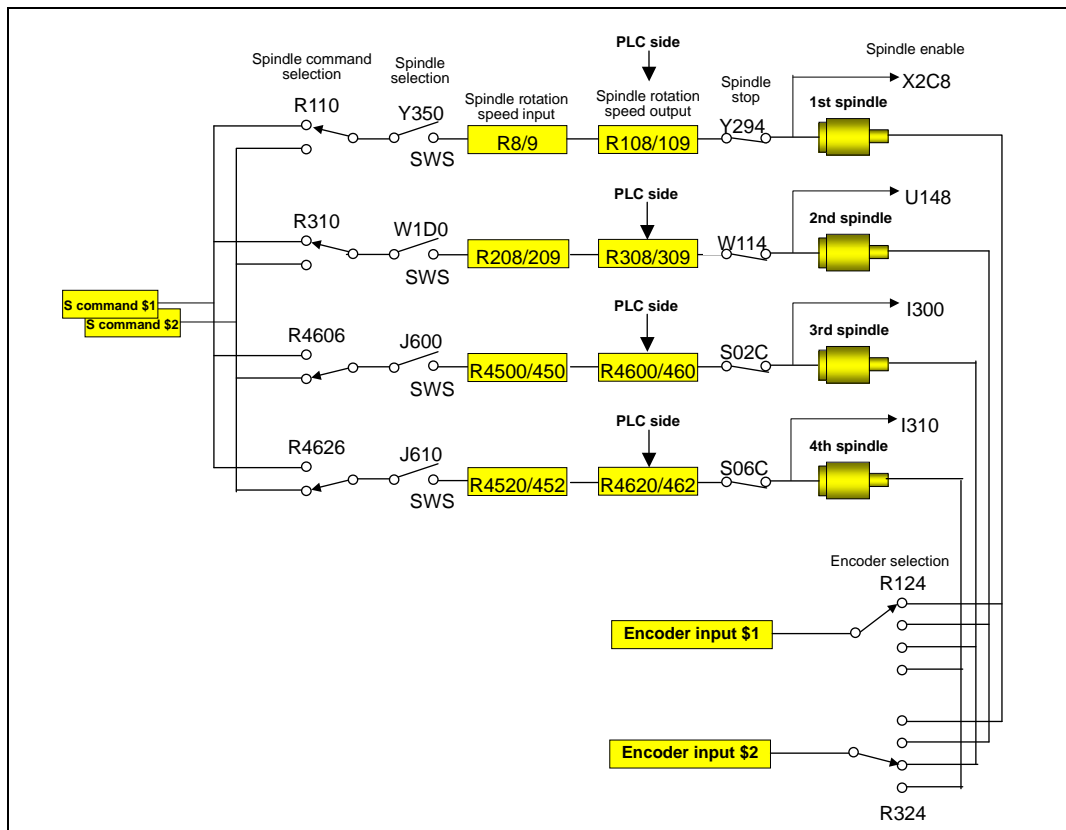 PLC side
Spindle enable
Spindle command
selection
Spindle
selection
Spindle rotation
speed input
Spindle rotation
speed output
Spindle
stop
X2C8
R110
Y350
Y294
1st spindle
SWS
R8/9
R108/109
PLC side
U148
R310
W1D0
W114
2nd spindle
SWS
R208/209
R308/309
S command $1
S command $2
PLC side
I300
R4606
J600
S02C
3rd spindle
SWS
R4500/450
R4600/460
PLC side
I310
R4626
J610
S06C
4th spindle
SWS
R4520/452
R4620/462
Encoder selection
R124
Encoder input $1
Encoder input $2
R324